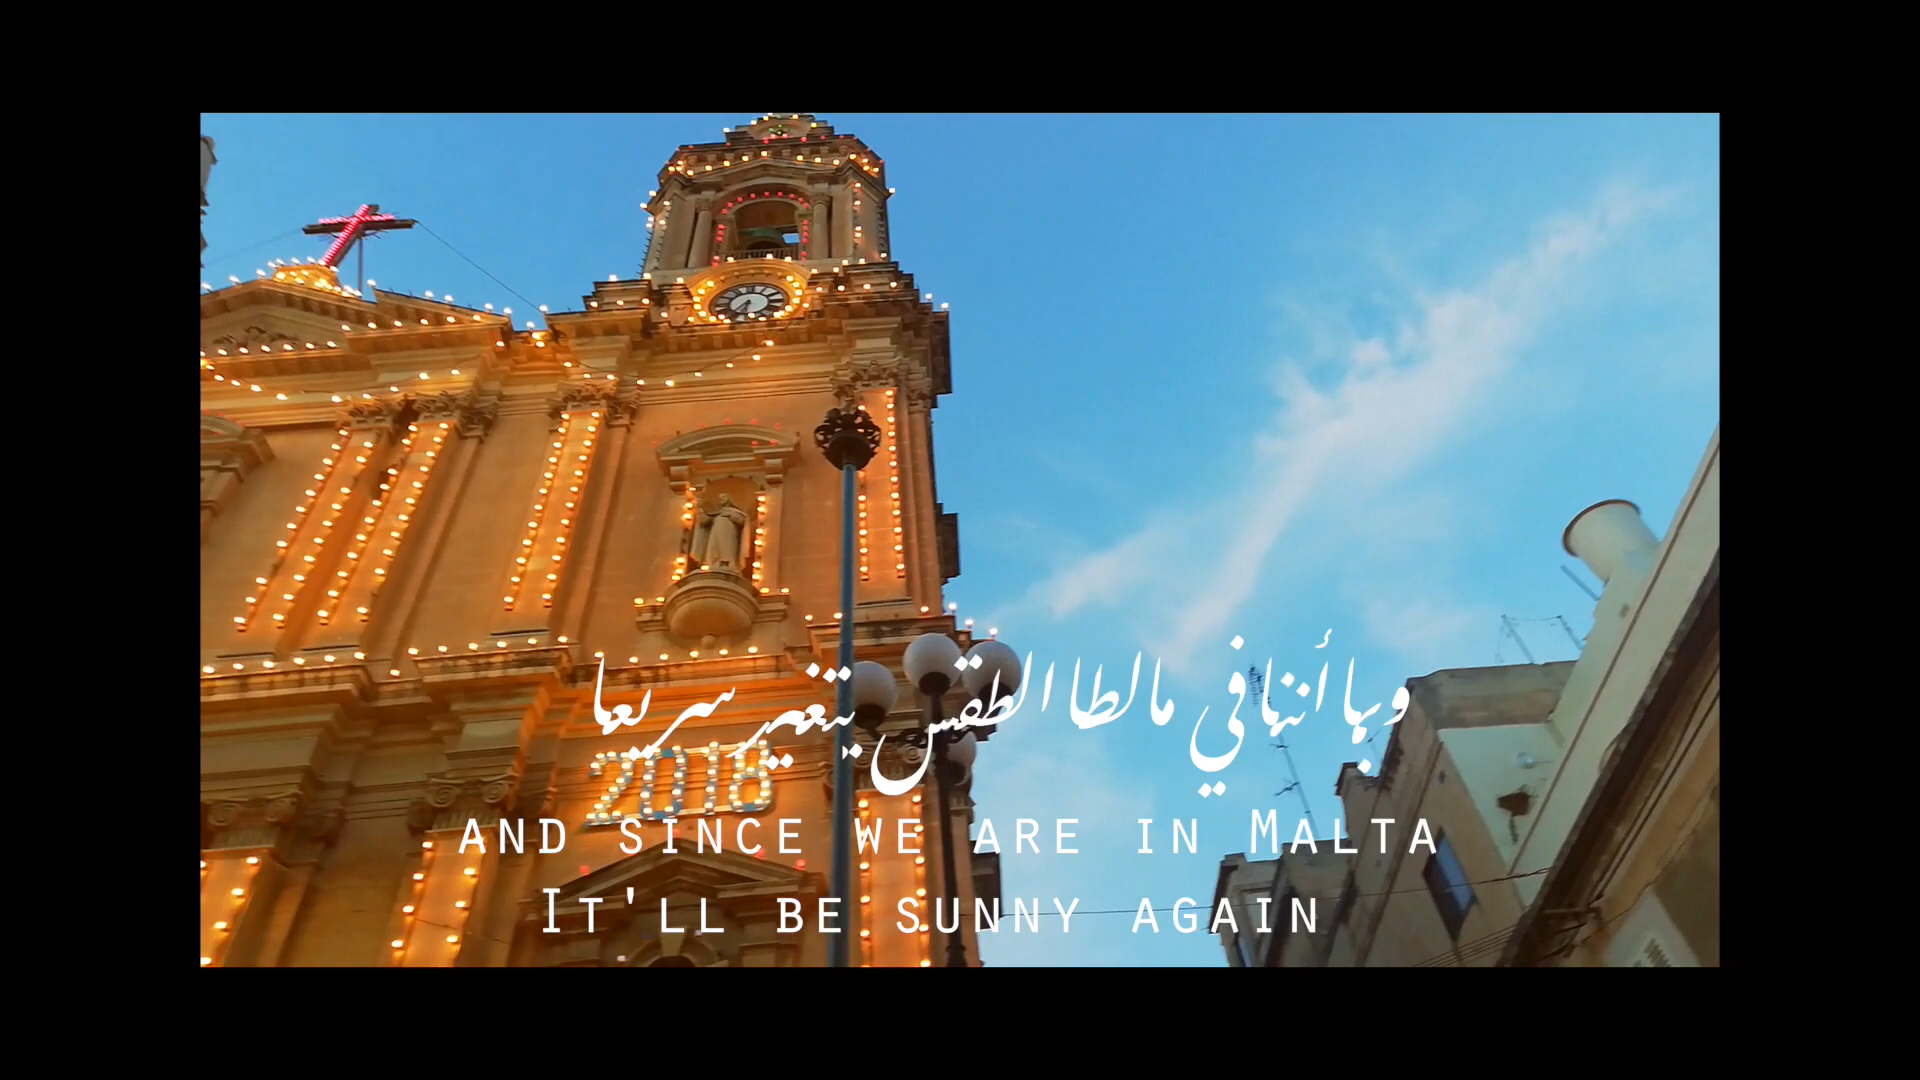 وبما أننا في مالطا الطقس يتغير سريعا
2018
and since we are in Malta
It'll be sunny again